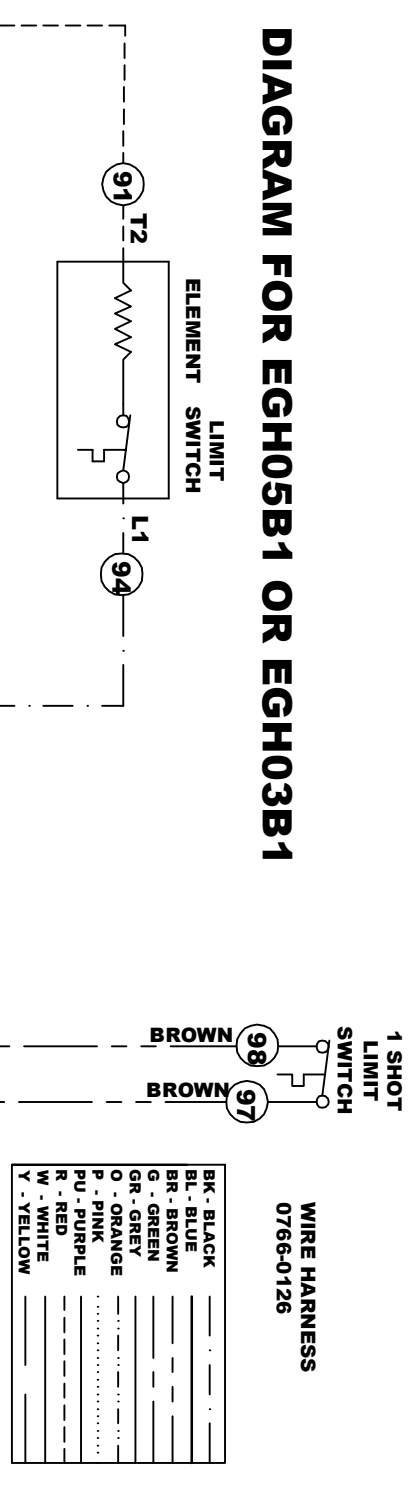 DIAGRAM FOR EGH05B1 OR EGH03B1
LIMIT
ELEMENT SWITCH
91
T2
L1
94
1 SHOT
LIMIT
SWITCH
98
BROWN
97
BROWN
WIRE HARNESS
0766-0126
BK - BLACK
BL - BLUE
BR - BROWN
G - GREEN
GR - GREY
O - ORANGE
P - PINK
PU - PURPLE
R - RED
W - WHITE
Y - YELLOW